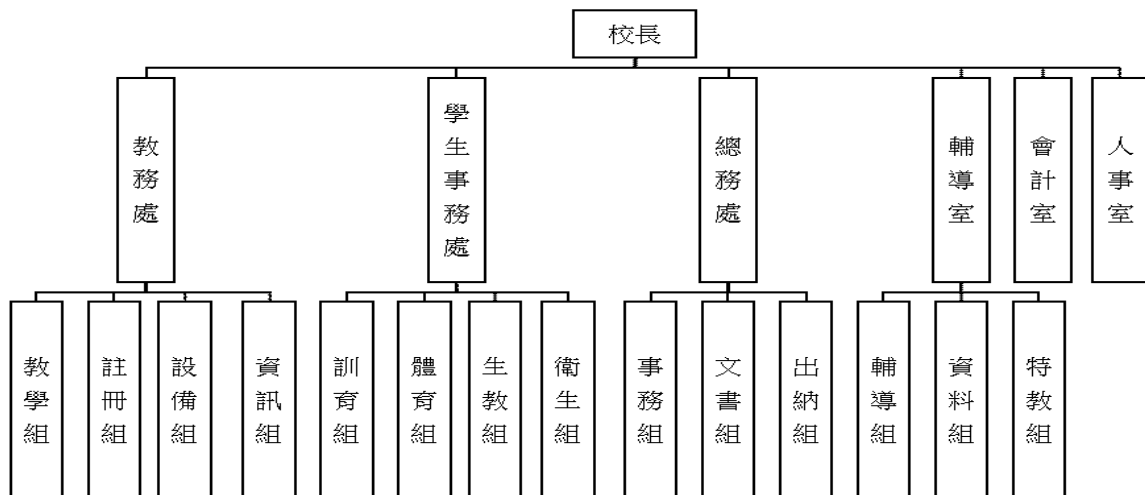 校長
教務處
學生事務處
總務處
輔導室
會計室
人事室
教學組
註冊組
設備組
資訊組
訓育組
體育組
生教組
衛生組
事務組
文書組
出納組
輔導組
資料組
特教組